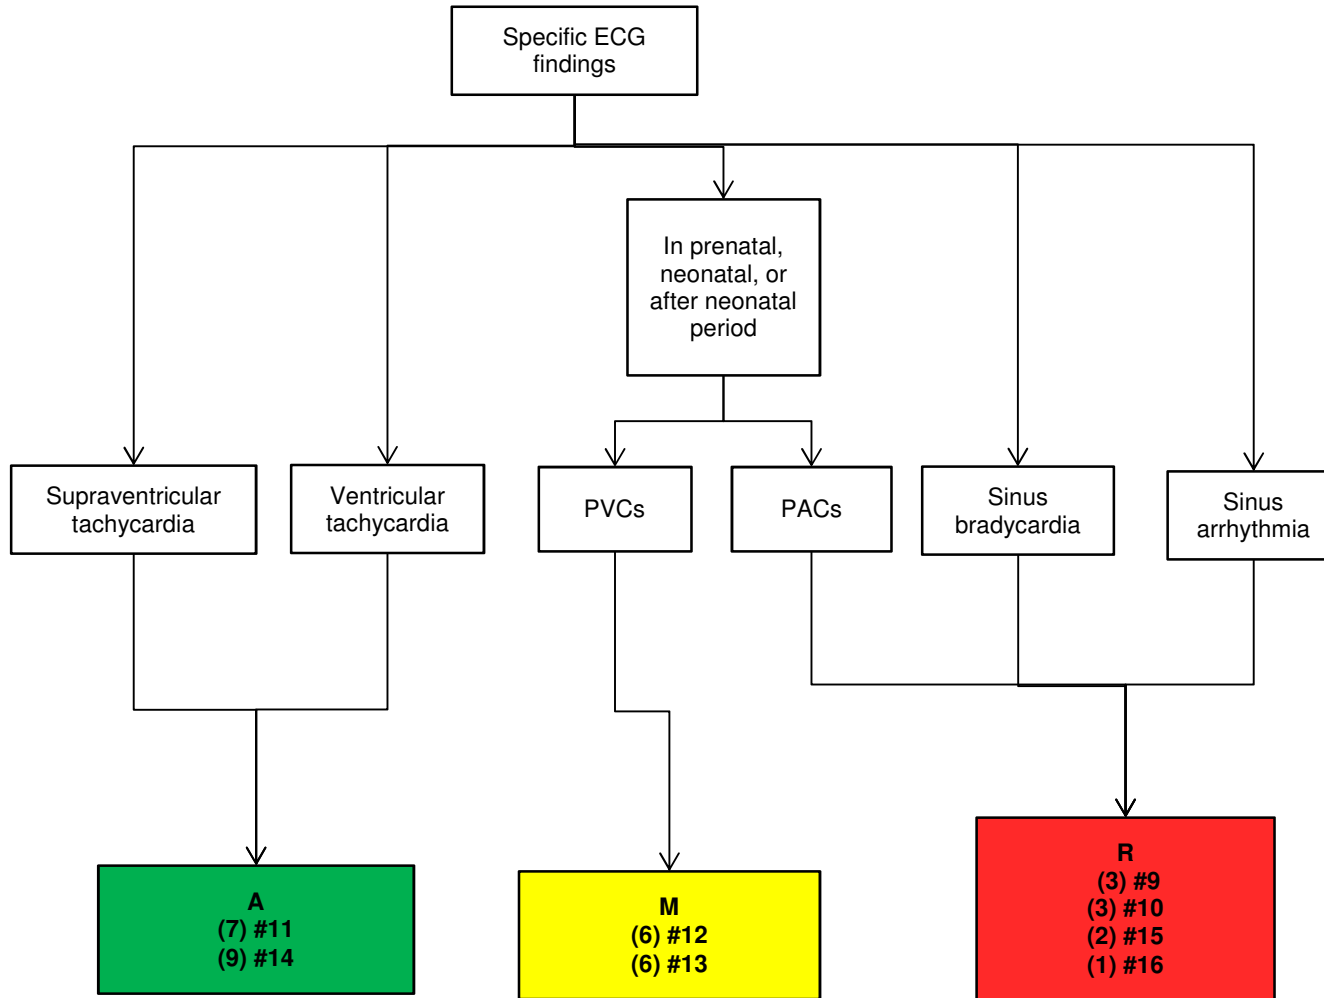 Specific ECG
findings
In prenatal,
neonatal, or
after neonatal
period
Supraventricular
tachycardia
Ventricular
tachycardia
PVCs
PACs
Sinus
bradycardia
Sinus
arrhythmia
A
(7) #11
(9) #14
M
(6) #12
(6) #13
R
(3) #9
(3) #10
(2) #15
(1) #16